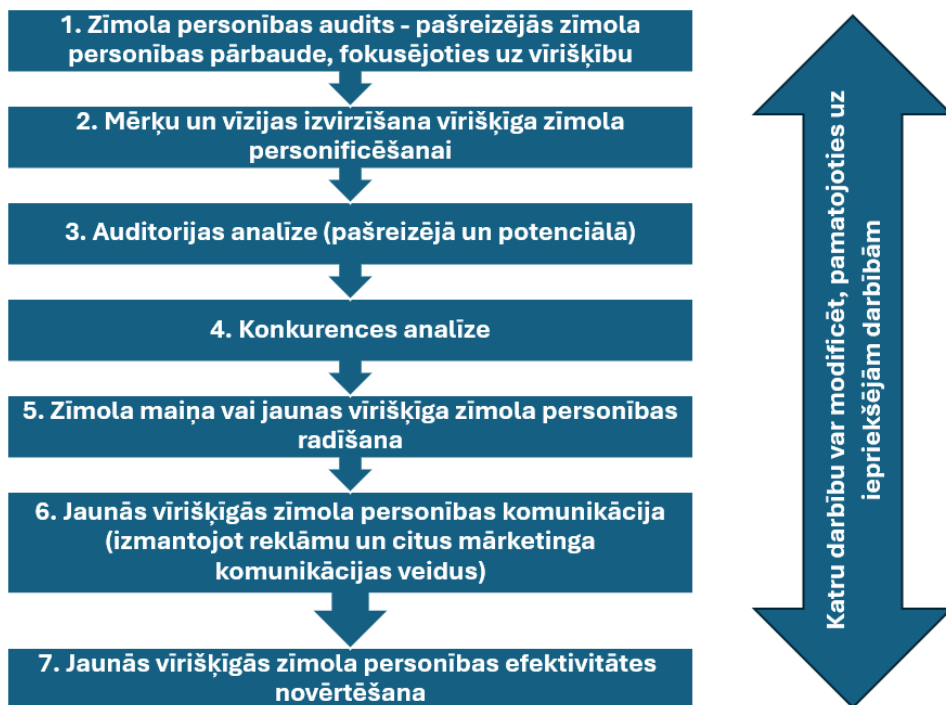 1. Zīmola personības audits - pašreizējās zīmola
personības pārbaude, fokusējoties uz vīrišķību
2. Mērķu un vīzijas izvirzīšana vīrišķīga zīmola
personificēšanai
3. Auditorijas analīze (pašreizējā un potenciālā)
4. Konkurences analīze
5. Zīmola maiņa vai jaunas vīrišķīga zīmola personības
radīšana
6. Jaunās vīrišķīgās zīmola personības komunikācija
(izmantojot reklāmu un citus mārketinga
komunikācijas veidus)
7. Jaunās vīrišķīgās zīmola personības efektivitātes
novērtēšana
Katru darbību var modificēt, pamatojoties uz
iepriekšējām darbībām